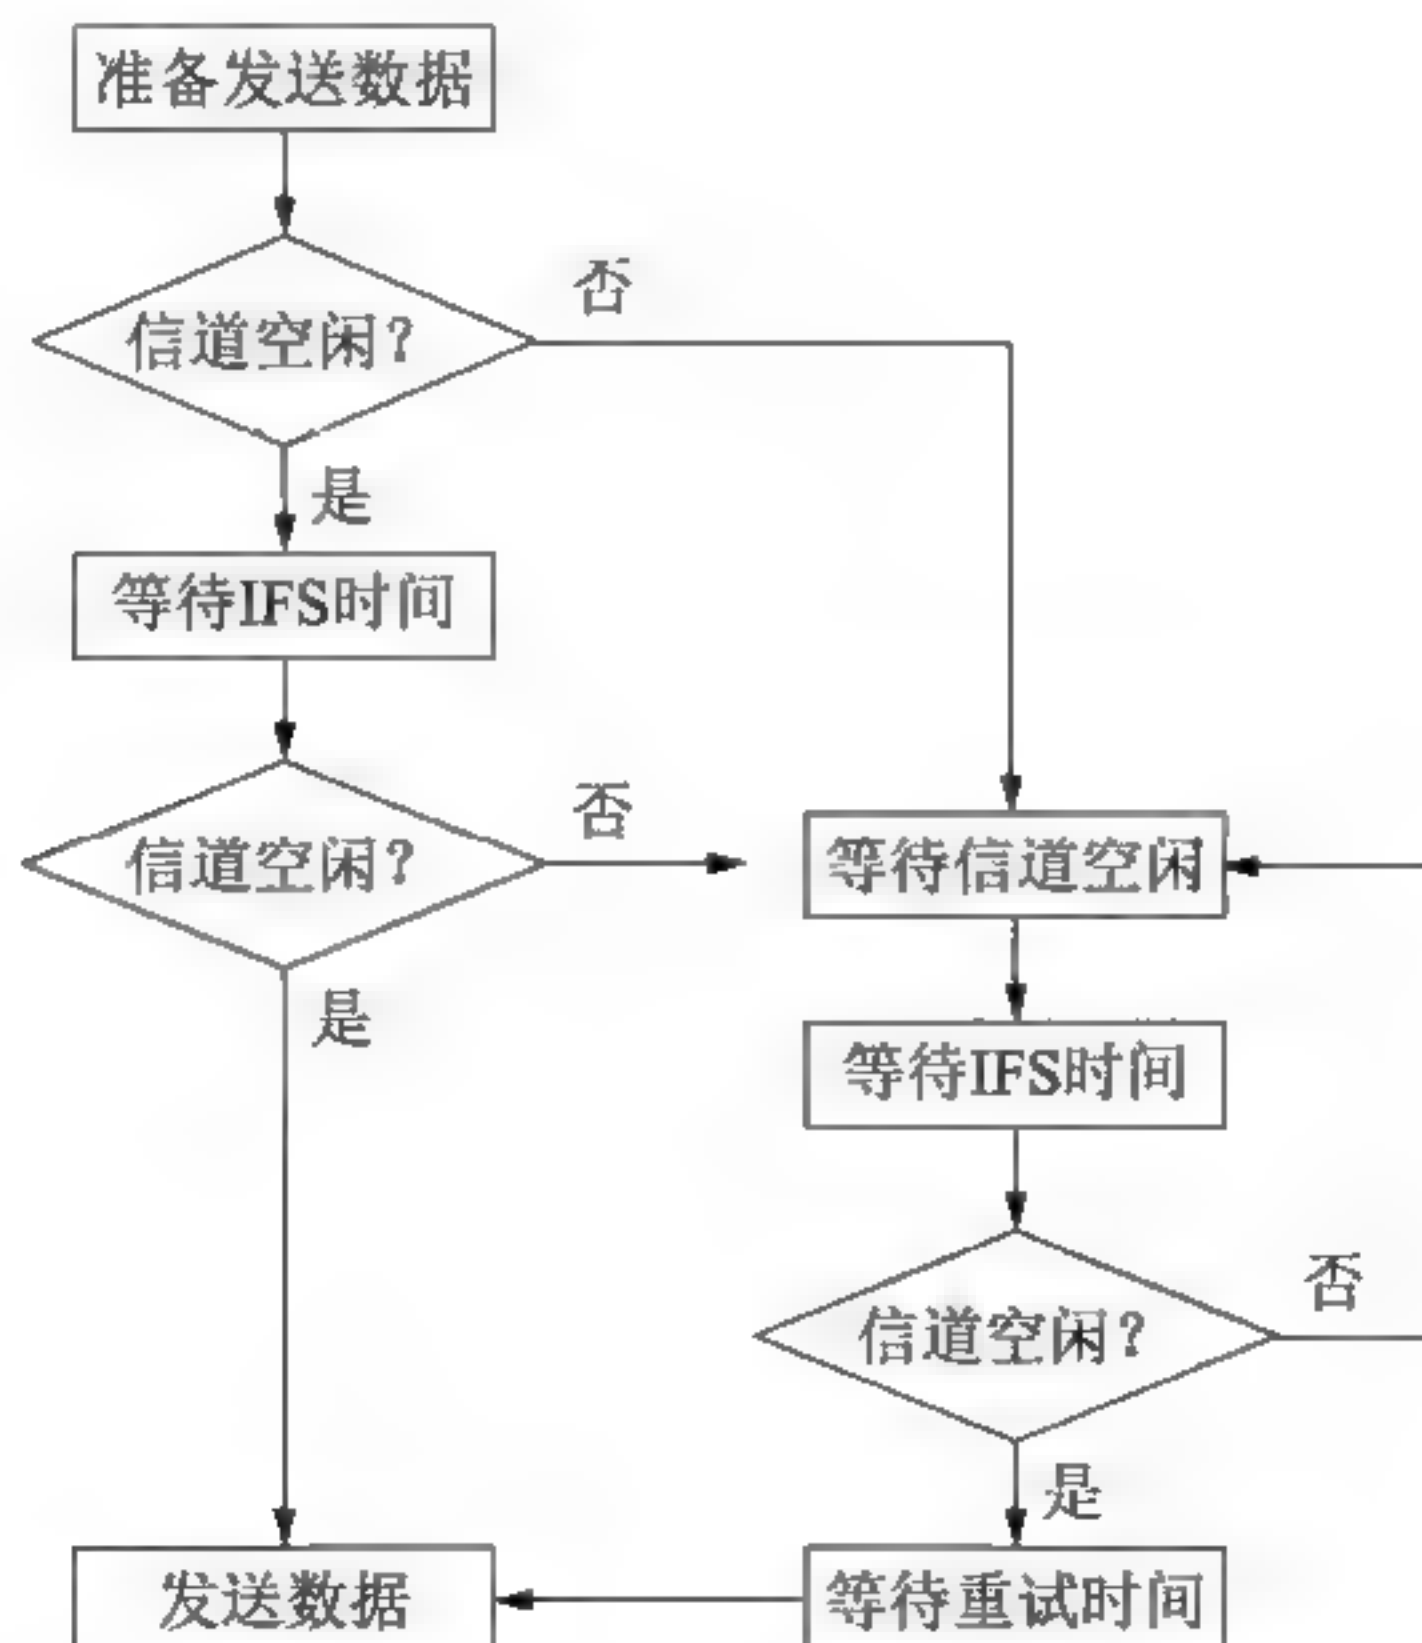 准备发送数据
信道空闲?
否
是
等待IFS时间
信道空闲?
否
是
等待信道空闲
等待IFS时间
信道空闲?
否
是
等待重试时间
发送数据